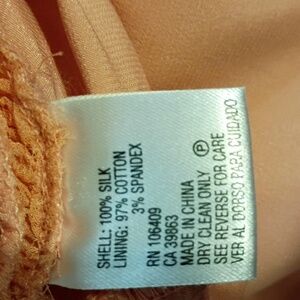 SHELL: 100% SILK
LINING: 97% COTTON
3% SPANDEX
RN 106409
CA 39863
MADE IN CHINA
DRY CLEAN ONLY Ⓟ
SEE REVERSE FOR CARE
VER AL DORSO PARA CUIDADO